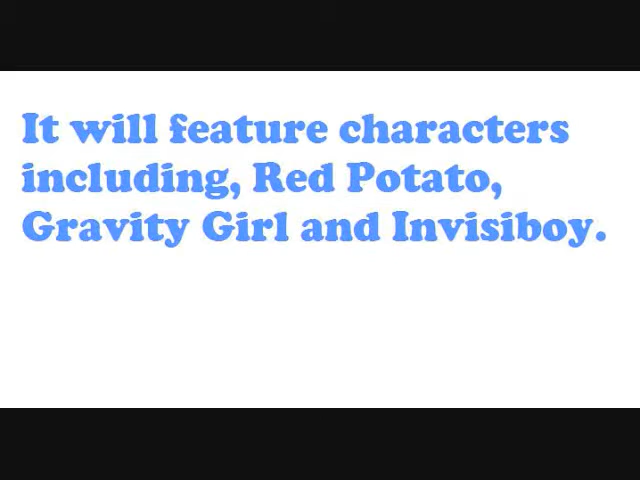 It will feature characters
including, Red Potato,
Gravity Girl and Invisiboy.